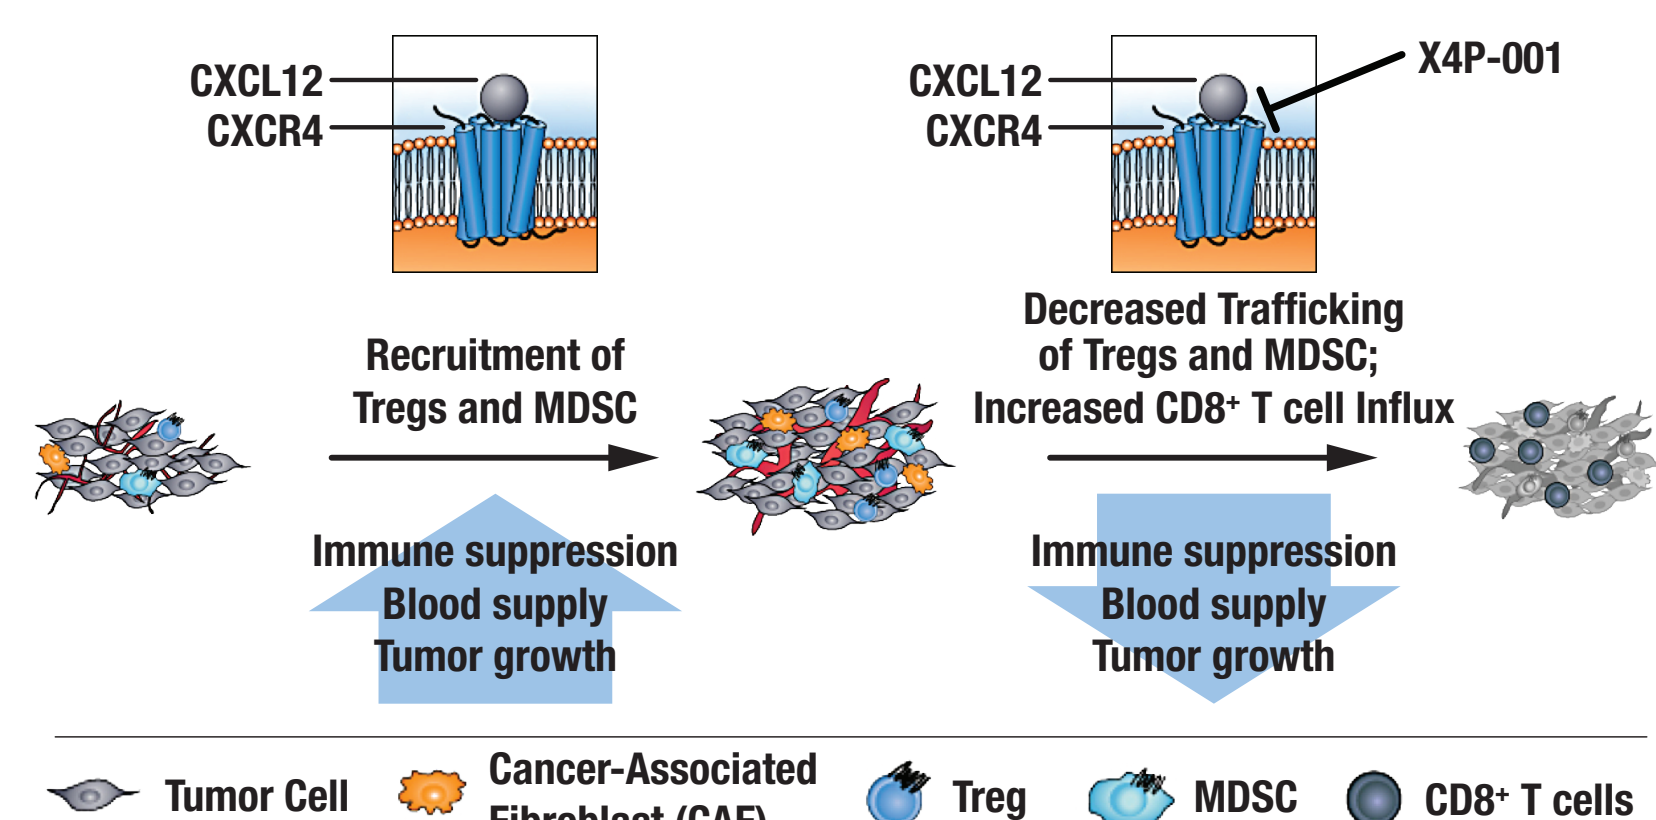 CXCL12
CXCR4
CXCL12
CXCR4
X4P-001
Recruitment of
Tregs and MDSC
Decreased Trafficking
of Tregs and MDSC;
Increased CD8⁺ T cell Influx
Immune suppression
Blood supply
Tumor growth
Immune suppression
Blood supply
Tumor growth
Tumor Cell
Cancer-Associated
Fibroblast (CAF)
Treg
MDSC
CD8⁺ T cells